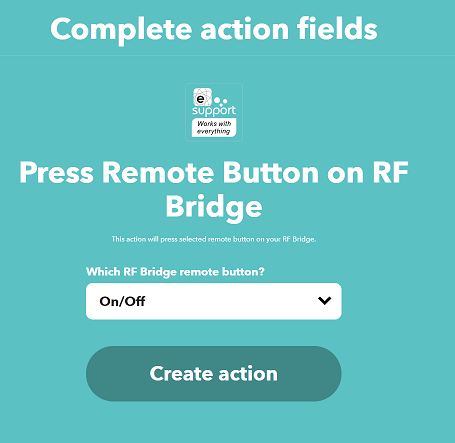 Complete action fields
e
support
Works with
everything
Press Remote Button on RF
Bridge
This action will press selected remote button on your RF Bridge.
Which RF Bridge remote button?
On/Off
Create action